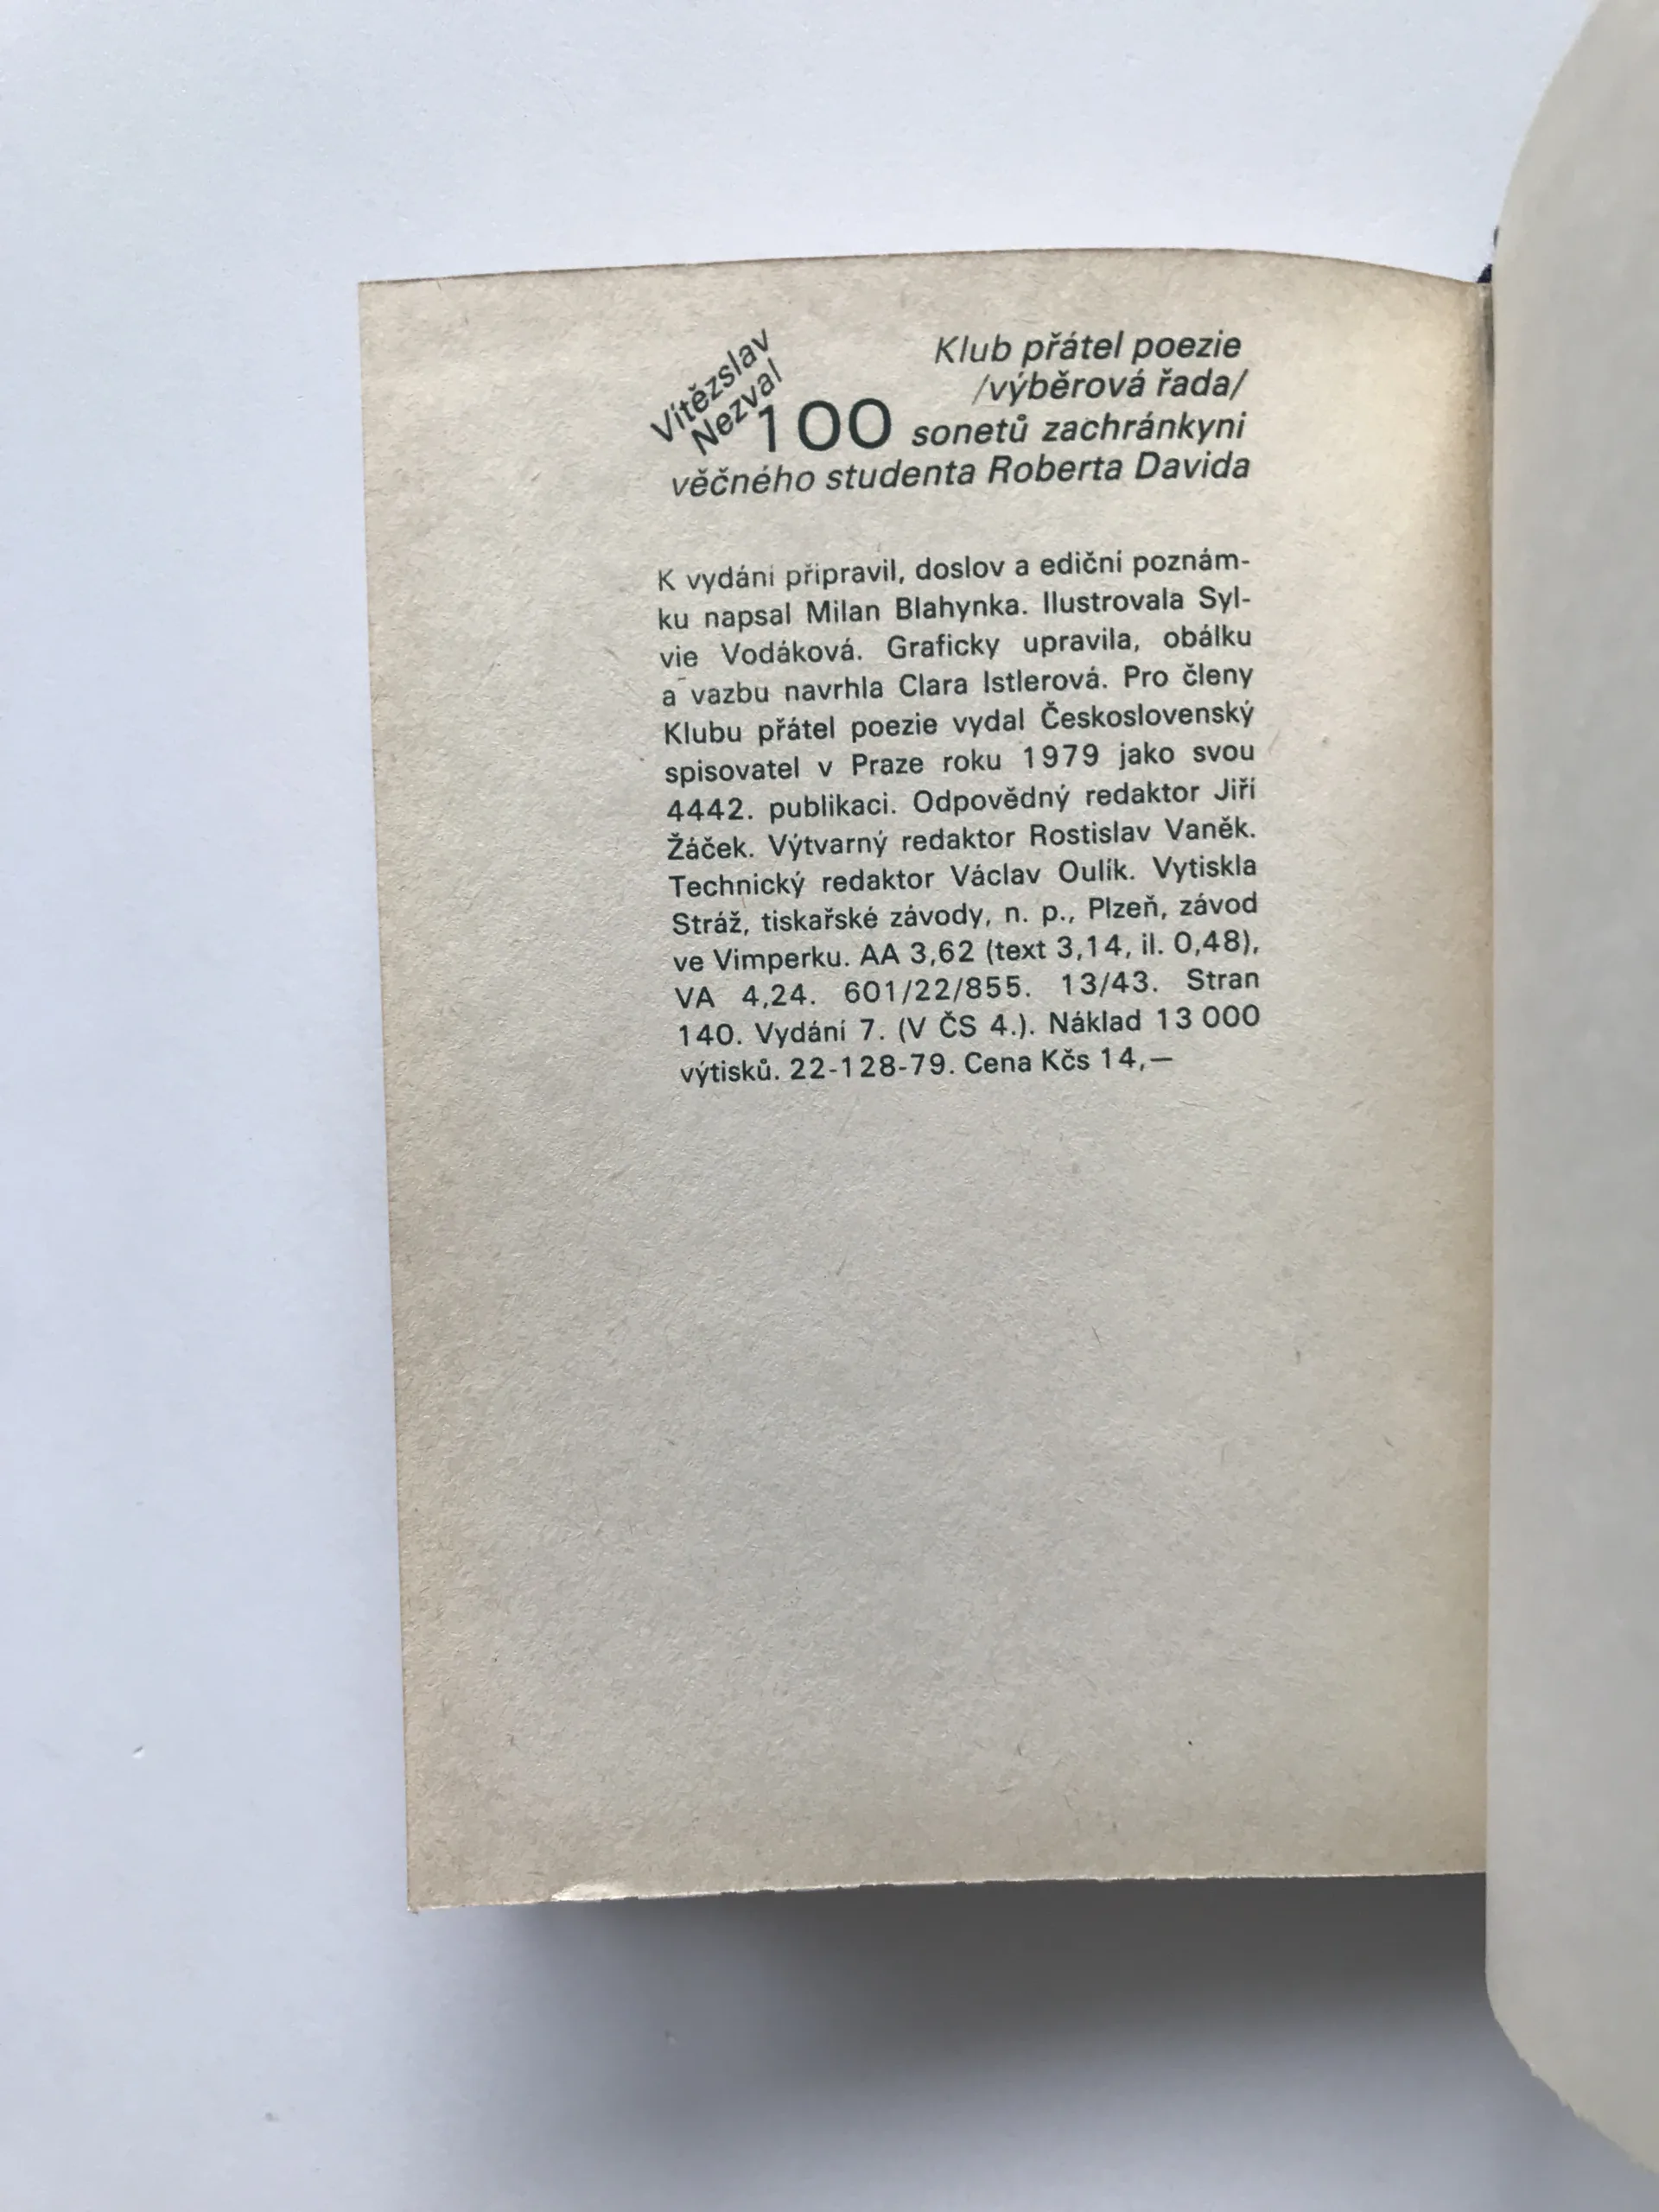 Vítězslav
Nezval
Klub přátel poezie
/výběrová řada/
100 sonetů zachránkyni
věčného studenta Roberta Davida
K vydání připravil, doslov a ediční poznám-
ku napsal Milan Blahynka. Ilustrovala Syl-
vie Vodáková. Graficky upravila, obálku
a vazbu navrhla Clara Istlerová. Pro členy
Klubu přátel poezie vydal Československý
spisovatel v Praze roku 1979 jako svou
4442. publikaci. Odpovědný redaktor Jiří
Žáček. Výtvarný redaktor Rostislav Vaněk.
Technický redaktor Václav Oulík. Vytiskla
Stráž, tiskařské závody, n. p., Plzeň, závod
ve Vimperku. AA 3,62 (text 3,14, il. 0,48),
VA 4,24. 601/22/855. 13/43. Stran
140. Vydání 7. (V ČS 4.). Náklad 13 000
výtisků. 22-128-79. Cena Kčs 14,—